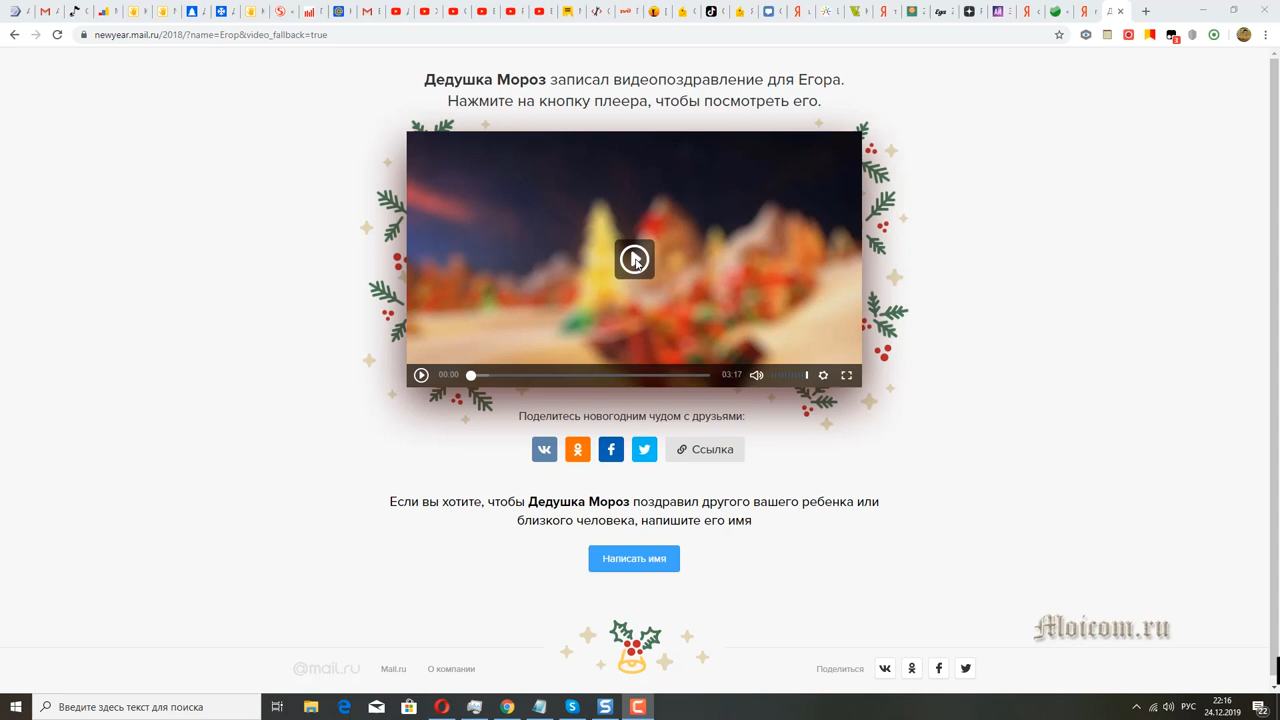 newyear.mail.ru/2018/?name=Егор&video_fallback=true
Дедушка Мороз записал видеопоздравление для Егора.
Нажмите на кнопку плеера, чтобы посмотреть его.
00:00
03:17
Поделитесь новогодним чудом с друзьями:
Ссылка
Если вы хотите, чтобы Дедушка Мороз поздравил другого вашего ребенка или
близкого человека, напишите его имя
Написать имя
Moicom.ru
@mail.ru
Mail.ru
О компании
Поделиться
Введите здесь текст для поиска
РУС
22:16
24.12.2019
22